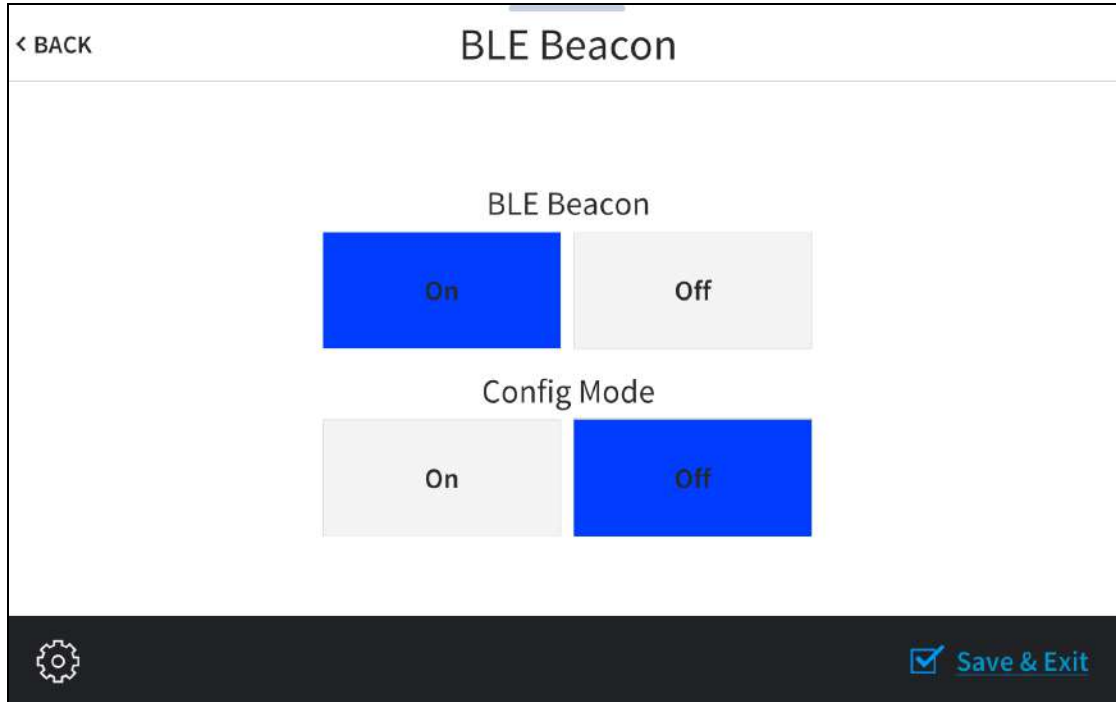 < BACK
BLE Beacon
BLE Beacon
On
Off
Config Mode
On
Off
Save & Exit